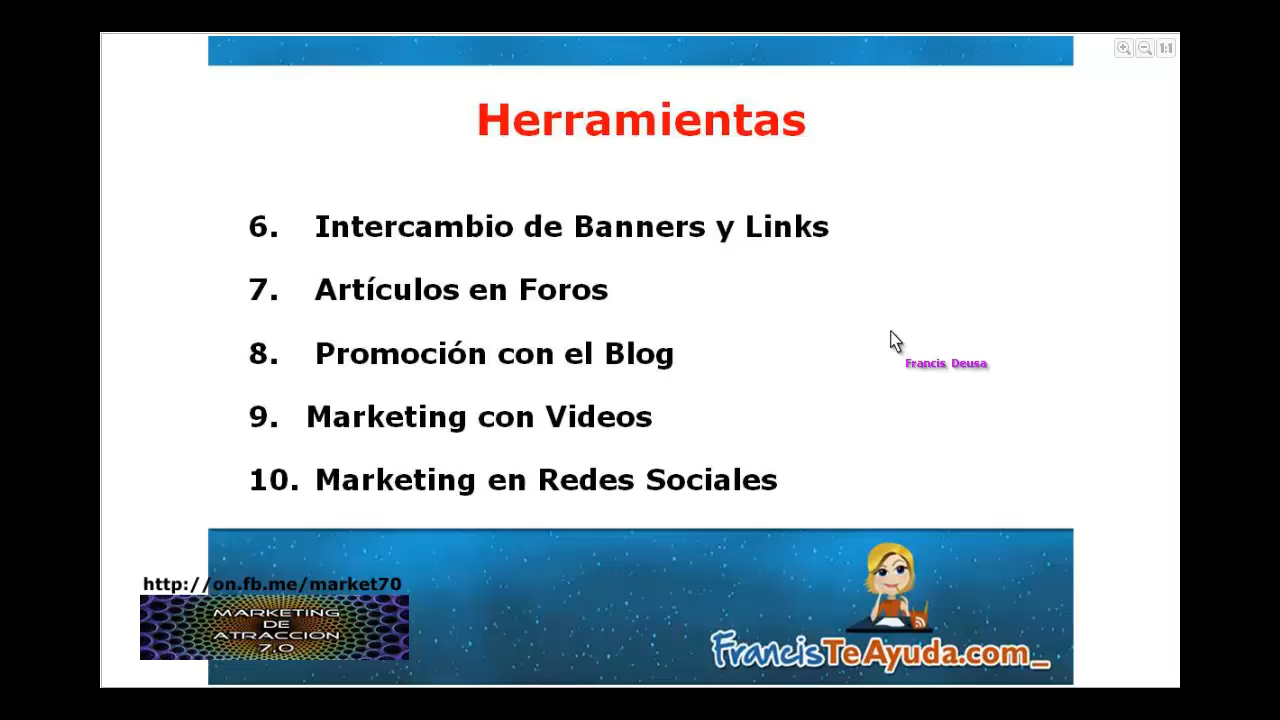 1:1
Herramientas
6. Intercambio de Banners y Links
7. Artículos en Foros
8. Promoción con el Blog
Francis Deusa
9. Marketing con Videos
10. Marketing en Redes Sociales
http://on.fb.me/market70
MARKETING
DE
ATRACCION
7.0
FrancisTeAyuda.com_